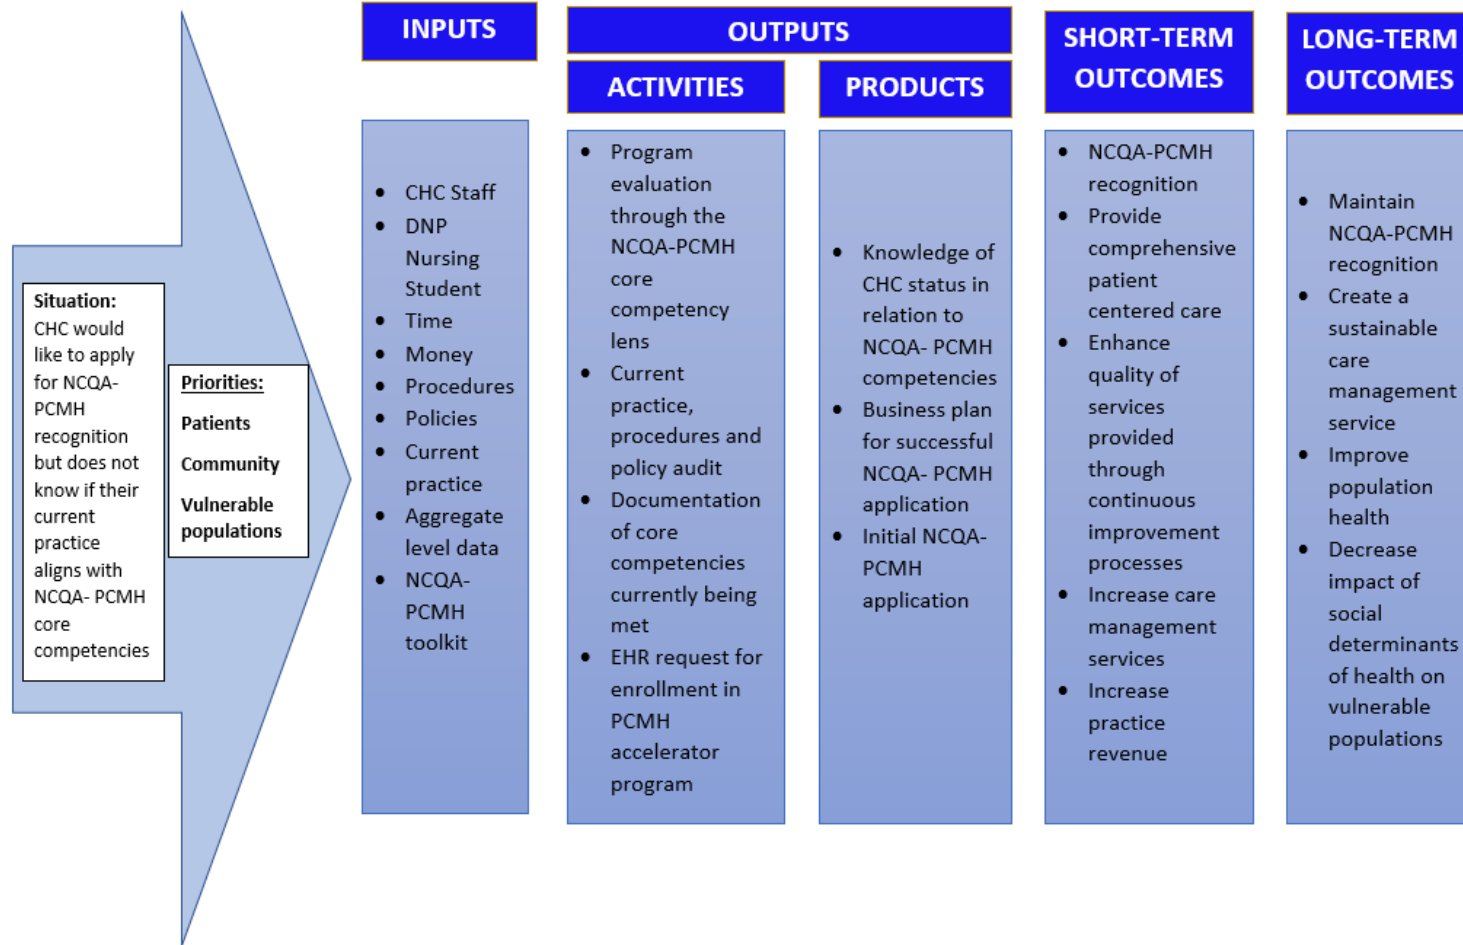 INPUTS
OUTPUTS
ACTIVITIES
PRODUCTS
SHORT-TERM
OUTCOMES
LONG-TERM
OUTCOMES
Situation:
CHC would
like to apply
for NCQA-
PCMH
recognition
but does not
know if their
current
practice
aligns with
NCQA- PCMH
core
competencies
Priorities:
Patients
Community
Vulnerable
populations
• CHC Staff
• DNP
Nursing
Student
• Time
• Money
• Procedures
• Policies
• Current
practice
• Aggregate
level data
• NCQA-
PCMH
toolkit
• Program
evaluation
through the
NCQA-PCMH
core
competency
lens
• Current
practice,
procedures and
policy audit
• Documentation
of core
competencies
currently being
met
• EHR request for
enrollment in
PCMH
accelerator
program
• Knowledge of
CHC status in
relation to
NCQA- PCMH
competencies
• Business plan
for successful
NCQA- PCMH
application
• Initial NCQA-
PCMH
application
• NCQA-PCMH
recognition
• Provide
comprehensive
patient
centered care
• Enhance
quality of
services
provided
through
continuous
improvement
processes
• Increase care
management
services
• Increase
practice
revenue
• Maintain
NCQA-PCMH
recognition
• Create a
sustainable
care
management
service
• Improve
population
health
• Decrease
impact of
social
determinants
of health on
vulnerable
populations